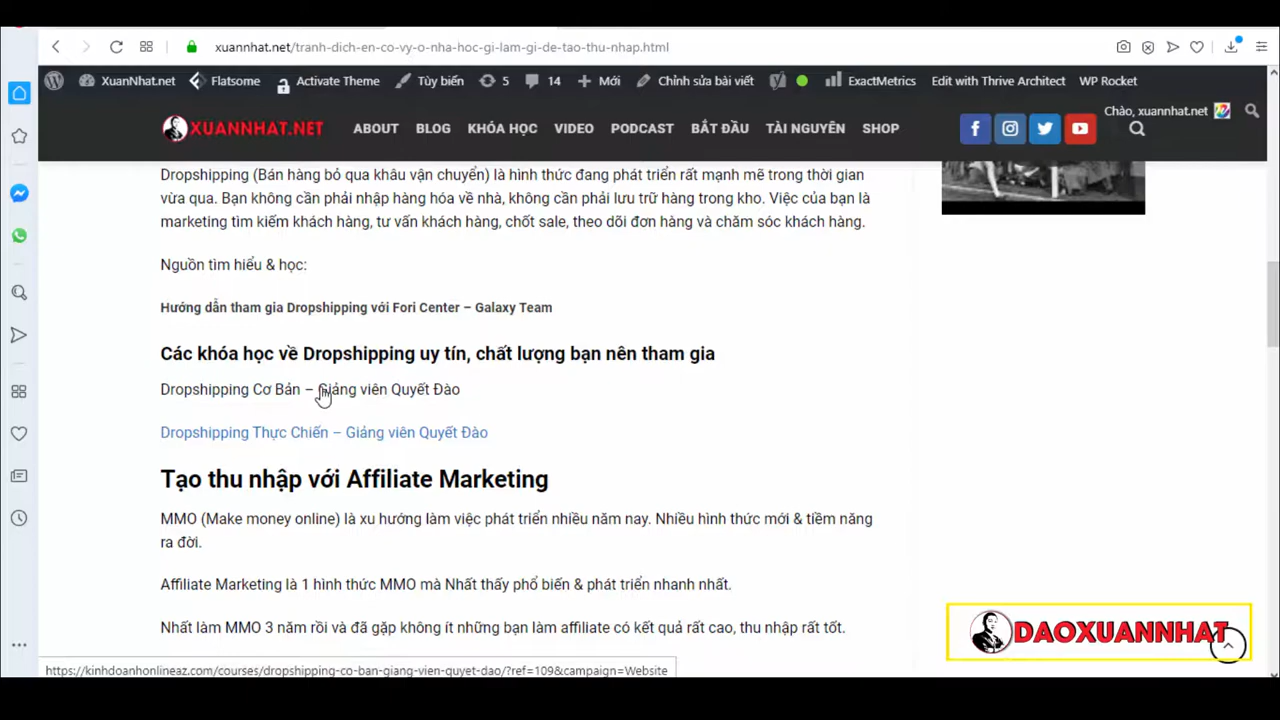 xuannhat.net/tranh-dich-en-co-vy-o-nha-hoc-gi-lam-gi-de-tao-thu-nhap.html
XuanNhat.net Flatsome Activate Theme Tùy biến 5 14 Mới Chỉnh sửa bài viết ExactMetrics Edit with Thrive Architect WP Rocket
Chào, xuannhat.net
XUANNHAT.NET ABOUT BLOG KHÓA HỌC VIDEO PODCAST BẮT ĐẦU TÀI NGUYÊN SHOP
Dropshipping (Bán hàng bỏ qua khâu vận chuyển) là hình thức đang phát triển rất mạnh mẽ trong thời gian
vừa qua. Bạn không cần phải nhập hàng hóa về nhà, không cần phải lưu trữ hàng trong kho. Việc của bạn là
marketing tìm kiếm khách hàng, tư vấn khách hàng, chốt sale, theo dõi đơn hàng và chăm sóc khách hàng.
Nguồn tìm hiểu & học:
Hướng dẫn tham gia Dropshipping với Fori Center – Galaxy Team
Các khóa học về Dropshipping uy tín, chất lượng bạn nên tham gia
Dropshipping Cơ Bản – Giảng viên Quyết Đào
Dropshipping Thực Chiến – Giảng viên Quyết Đào
Tạo thu nhập với Affiliate Marketing
MMO (Make money online) là xu hướng làm việc phát triển nhiều năm nay. Nhiều hình thức mới & tiềm năng
ra đời.
Affiliate Marketing là 1 hình thức MMO mà Nhất thấy phổ biến & phát triển nhanh nhất.
Nhất làm MMO 3 năm rồi và đã gặp không ít những bạn làm affiliate có kết quả rất cao, thu nhập rất tốt.
DAOXUANNHAT
https://kinhdoanhonlineaz.com/courses/dropshipping-co-ban-giang-vien-quyet-dao/?ref=109&campaign=Website